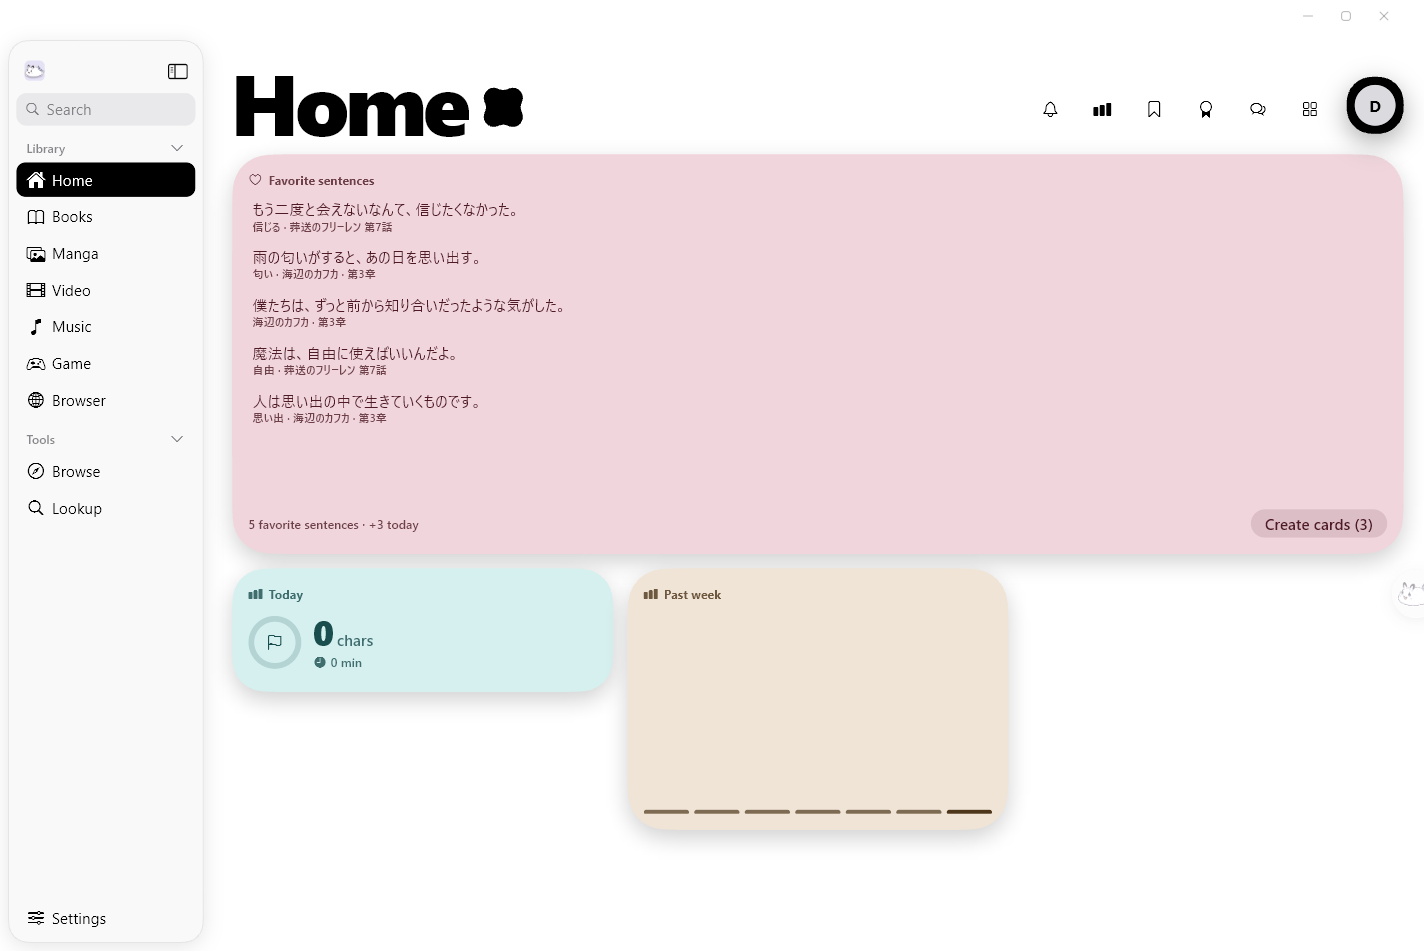 Search
Library
Home
Books
Manga
Video
Music
Game
Browser
Tools
Browse
Lookup
Settings
Home
D
Favorite sentences
もう二度と会えないなんて、信じたくなかった。
信じる · 葬送のフリーレン 第7話
雨の匂いがすると、あの日を思い出す。
匂い · 海辺のカフカ · 第3章
僕たちは、ずっと前から知り合いだったような気がした。
海辺のカフカ · 第3章
魔法は、自由に使えばいいんだよ。
自由 · 葬送のフリーレン 第7話
人は思い出の中で生きていくものです。
思い出 · 海辺のカフカ · 第3章
5 favorite sentences · +3 today
Create cards (3)
Today
0 chars
0 min
Past week